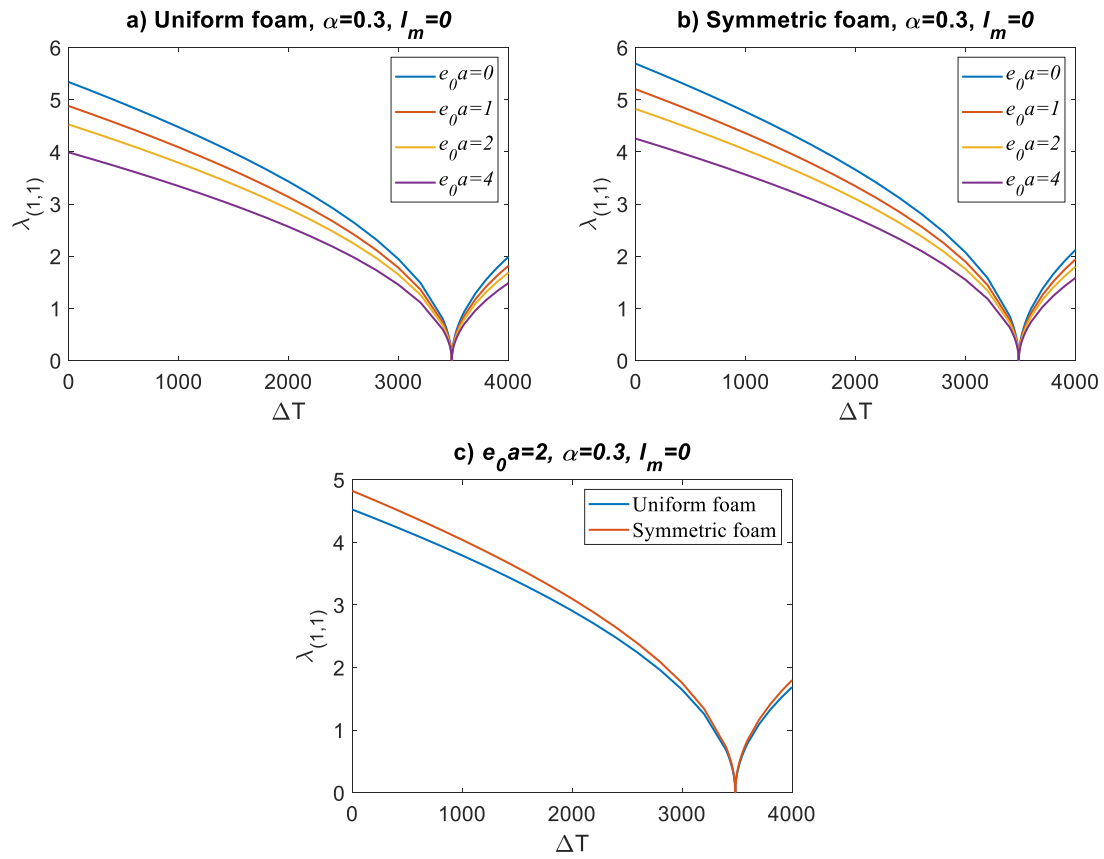 a) Uniform foam, α=0.3, l_m=0
λ_(1,1)
6
5
4
3
2
1
0
e_0a=0
e_0a=1
e_0a=2
e_0a=4
0 1000 2000 3000 4000
ΔT
b) Symmetric foam, α=0.3, l_m=0
λ_(1,1)
6
5
4
3
2
1
0
e_0a=0
e_0a=1
e_0a=2
e_0a=4
0 1000 2000 3000 4000
ΔT
c) e_0a=2, α=0.3, l_m=0
λ_(1,1)
5
4
3
2
1
0
Uniform foam
Symmetric foam
0 1000 2000 3000 4000
ΔT